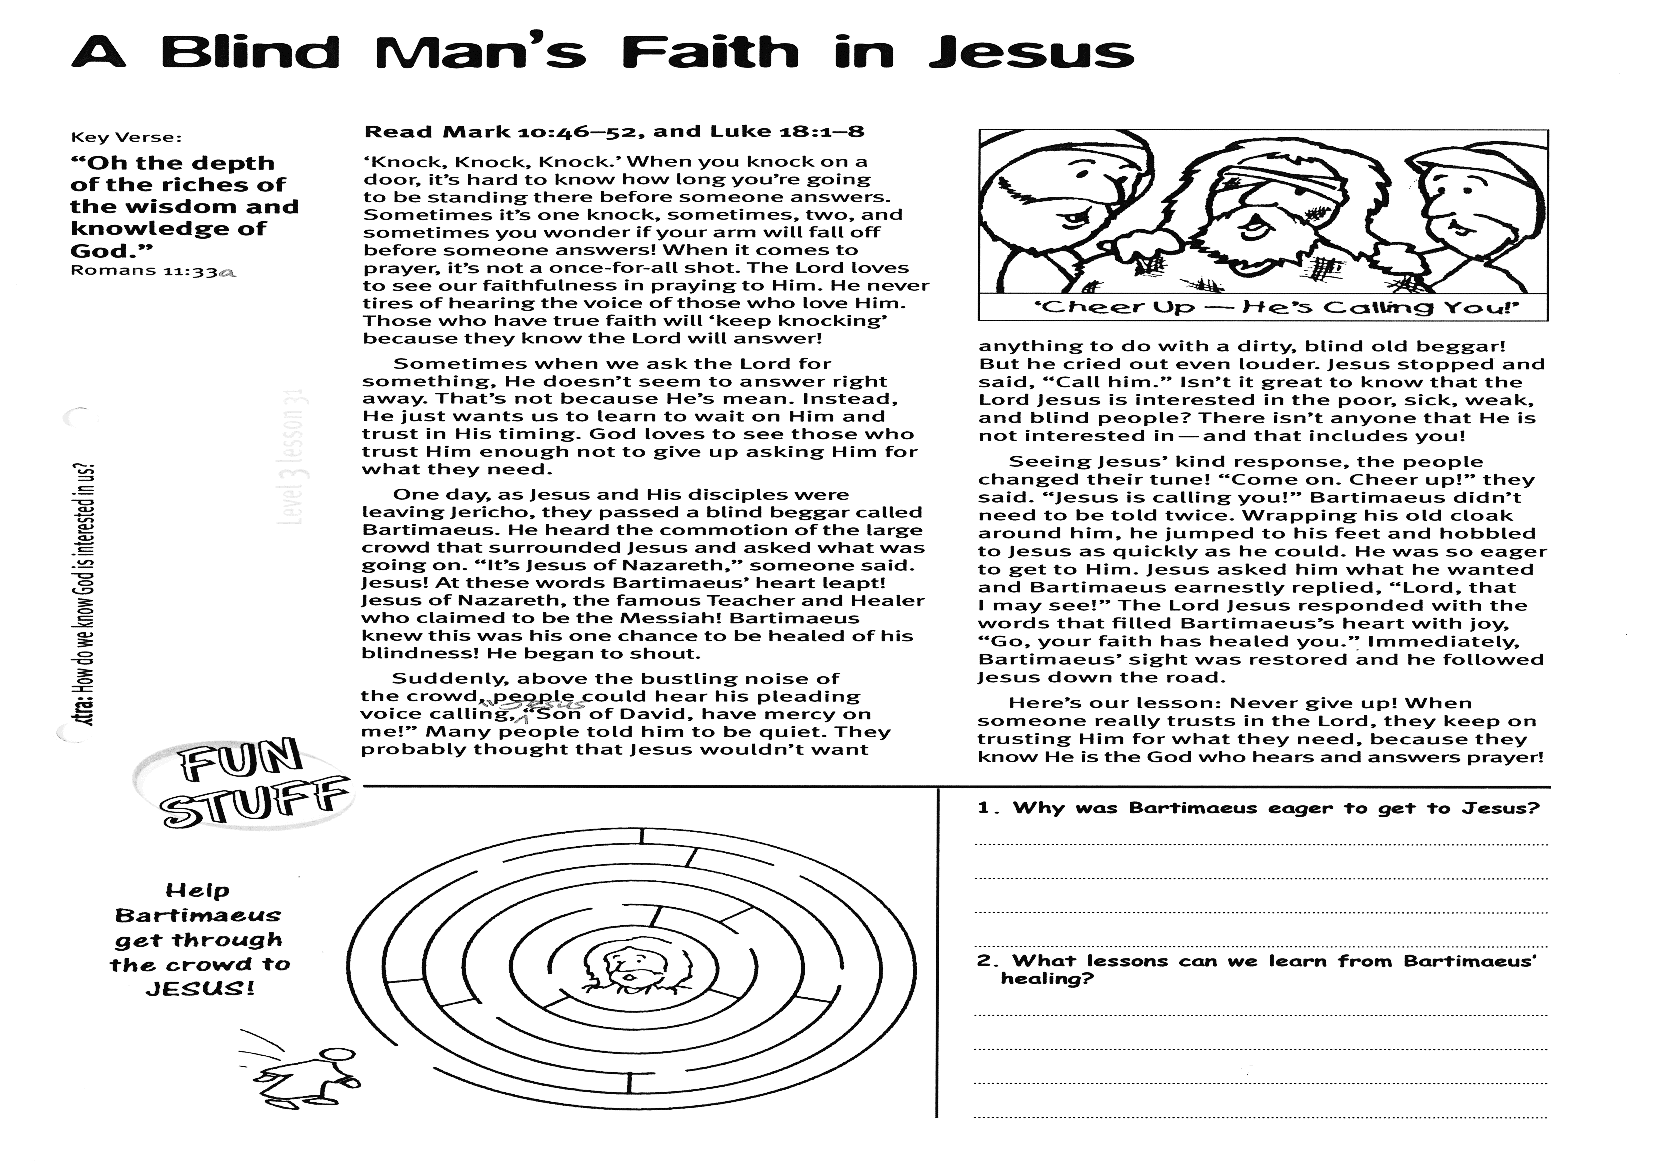 A Blind Man's Faith in Jesus
Key Verse:
“Oh the depth
of the riches of
the wisdom and
knowledge of
God.”
Romans 11:33a
Read Mark 10:46–52, and Luke 18:1–8
‘Knock, Knock, Knock.’ When you knock on a
door, it’s hard to know how long you’re going
to be standing there before someone answers.
Sometimes it’s one knock, sometimes, two, and
sometimes you wonder if your arm will fall off
before someone answers! When it comes to
prayer, it’s not a once-for-all shot. The Lord loves
to see our faithfulness in praying to Him. He never
tires of hearing the voice of those who love Him.
Those who have true faith will ‘keep knocking’
because they know the Lord will answer!
Sometimes when we ask the Lord for
something, He doesn’t seem to answer right
away. That’s not because He’s mean. Instead,
He just wants us to learn to wait on Him and
trust in His timing. God loves to see those who
trust Him enough not to give up asking Him for
what they need.
One day, as Jesus and His disciples were
leaving Jericho, they passed a blind beggar called
Bartimaeus. He heard the commotion of the large
crowd that surrounded Jesus and asked what was
going on. “It’s Jesus of Nazareth,” someone said.
Jesus! At these words Bartimaeus’ heart leapt!
Jesus of Nazareth, the famous Teacher and Healer
who claimed to be the Messiah! Bartimaeus
knew this was his one chance to be healed of his
blindness! He began to shout.
Suddenly, above the bustling noise of
the crowd, people could hear his pleading
“Jesus
voice calling, “Son of David, have mercy on
me!” Many people told him to be quiet. They
probably thought that Jesus wouldn’t want
‘Cheer Up — He’s Calling You!’
anything to do with a dirty, blind old beggar!
But he cried out even louder. Jesus stopped and
said, “Call him.” Isn’t it great to know that the
Lord Jesus is interested in the poor, sick, weak,
and blind people? There isn’t anyone that He is
not interested in—and that includes you!
Seeing Jesus’ kind response, the people
changed their tune! “Come on. Cheer up!” they
said. “Jesus is calling you!” Bartimaeus didn’t
need to be told twice. Wrapping his old cloak
around him, he jumped to his feet and hobbled
to Jesus as quickly as he could. He was so eager
to get to Him. Jesus asked him what he wanted
and Bartimaeus earnestly replied, “Lord, that
I may see!” The Lord Jesus responded with the
words that filled Bartimaeus’s heart with joy,
“Go, your faith has healed you.” Immediately,
Bartimaeus’ sight was restored and he followed
Jesus down the road.
Here’s our lesson: Never give up! When
someone really trusts in the Lord, they keep on
trusting Him for what they need, because they
know He is the God who hears and answers prayer!
Level 3 lesson 31
xtra: How do we know God is interested in us?
FUN
STUFF
Help
Bartimaeus
get through
the crowd to
JESUS!
1. Why was Bartimaeus eager to get to Jesus?
2. What lessons can we learn from Bartimaeus’
healing?